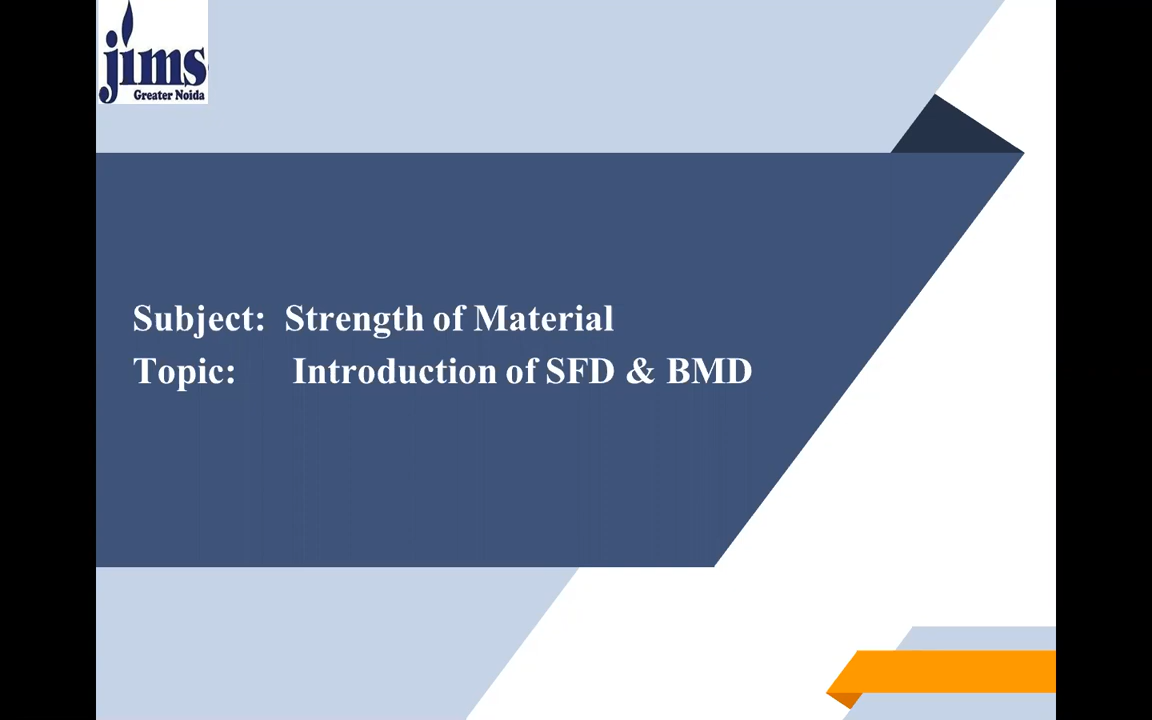 jims
Greater Noida
Subject: Strength of Material
Topic: Introduction of SFD & BMD